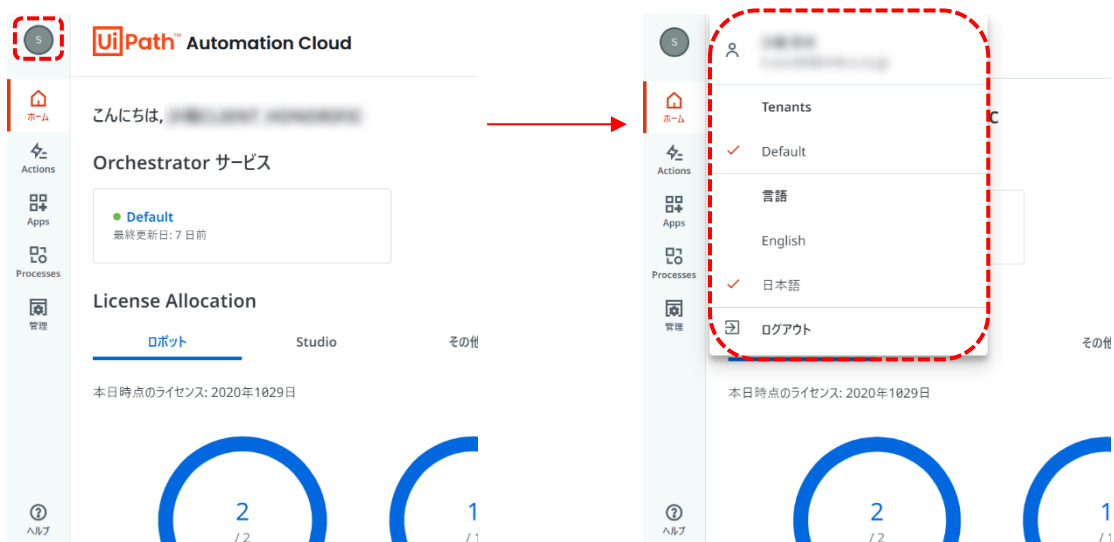 S
UiPath™ Automation Cloud
ホーム
Actions
Apps
Processes
管理
ヘルプ
こんにちは,
Orchestrator サービス
Default
最終更新日: 7 日前
License Allocation
ロボット Studio その他
本日時点のライセンス: 2020年1029日
2
/ 2
1
/ 1
S
ホーム
Actions
Apps
Processes
管理
ヘルプ
Tenants
Default
言語
English
日本語
ログアウト
C
その他
本日時点のライセンス: 2020年1029日
2
/ 2
1
/ 1